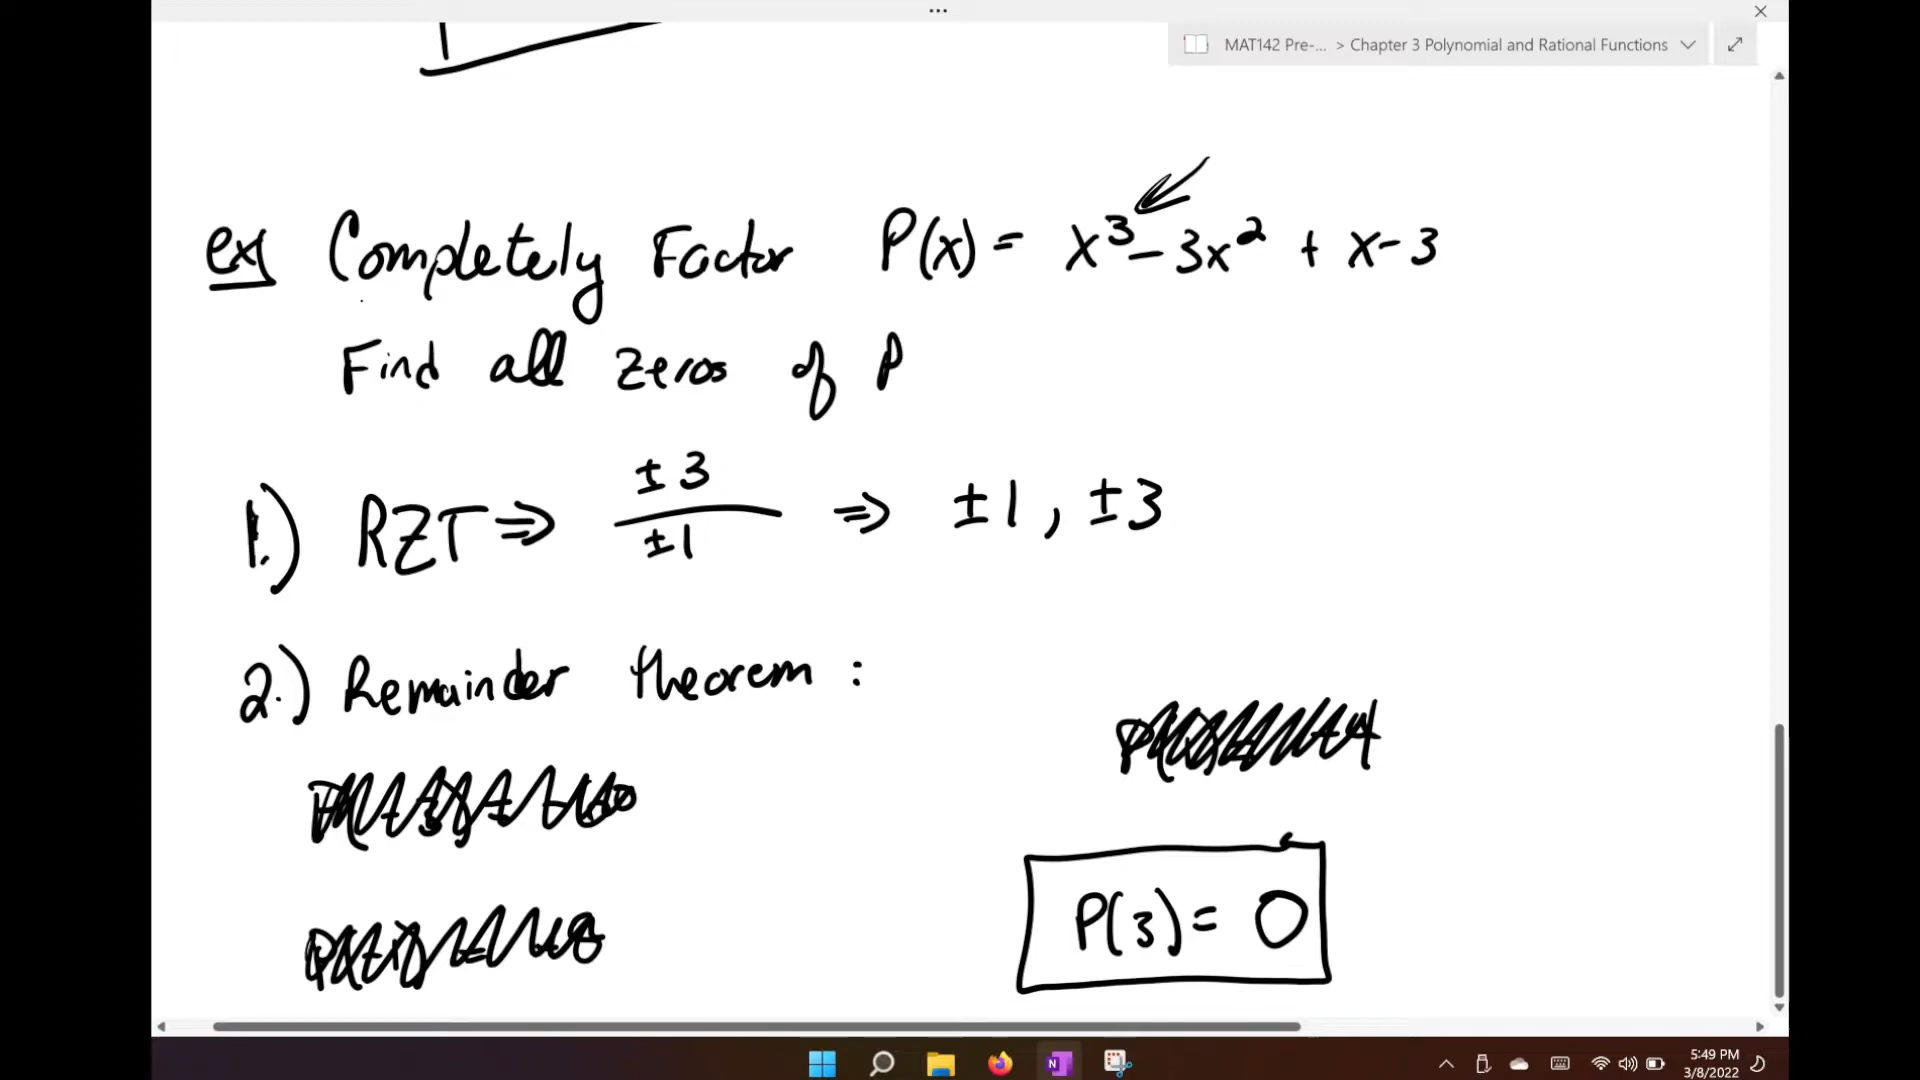 MAT142 Pre-... > Chapter 3 Polynomial and Rational Functions
ex) Completely Factor P(x) = x³ - 3x² + x - 3
Find all zeros of P
1.) RZT ⇒ ±3/±1 ⇒ ±1, ±3
2.) Remainder theorem :
P(3) = 0
5:49 PM
3/8/2022